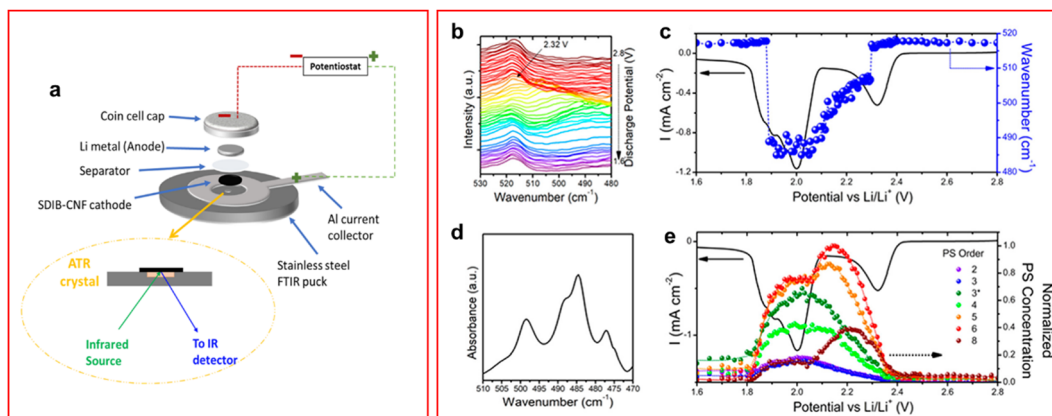 a
Potentiostat
Coin cell cap
Li metal (Anode)
Separator
SDIB-CNF cathode
Al current
collector
Stainless steel
FTIR puck
ATR
crystal
Infrared
Source
To IR
detector
b
2.32 V
2.8
1.6
Discharge Potential (V)
Intensity (a.u.)
530 520 510 500 490 480
Wavenumber (cm⁻¹)
c
0.0
-0.4
-0.8
-1.2
I (mA cm⁻²)
520
510
500
490
480
Wavenumber (cm⁻¹)
1.6 1.8 2.0 2.2 2.4 2.6 2.8
Potential vs Li/Li⁺ (V)
d
Absorbance (a.u.)
510 505 500 495 490 485 480 475 470
Wavenumber (cm⁻¹)
e
0
-1
I (mA cm⁻²)
PS Order
2
3
3*
4
5
6
8
1.0
0.8
0.6
0.4
0.2
0.0
Normalized
PS Concentration
1.6 1.8 2.0 2.2 2.4 2.6 2.8
Potential vs Li/Li⁺ (V)